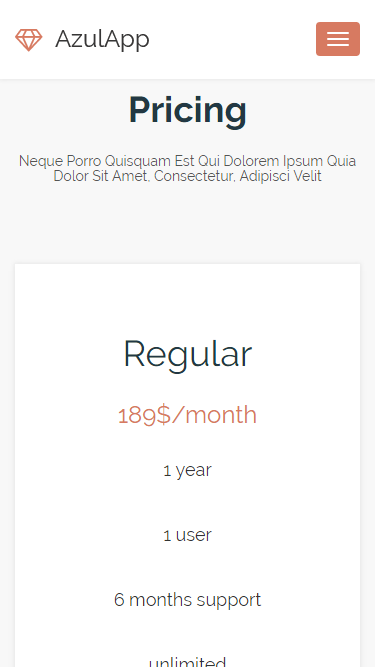 AzulApp
Pricing
Neque Porro Quisquam Est Qui Dolorem Ipsum Quia
Dolor Sit Amet, Consectetur, Adipisci Velit
Regular
189$/month
1 year
1 user
6 months support
unlimited